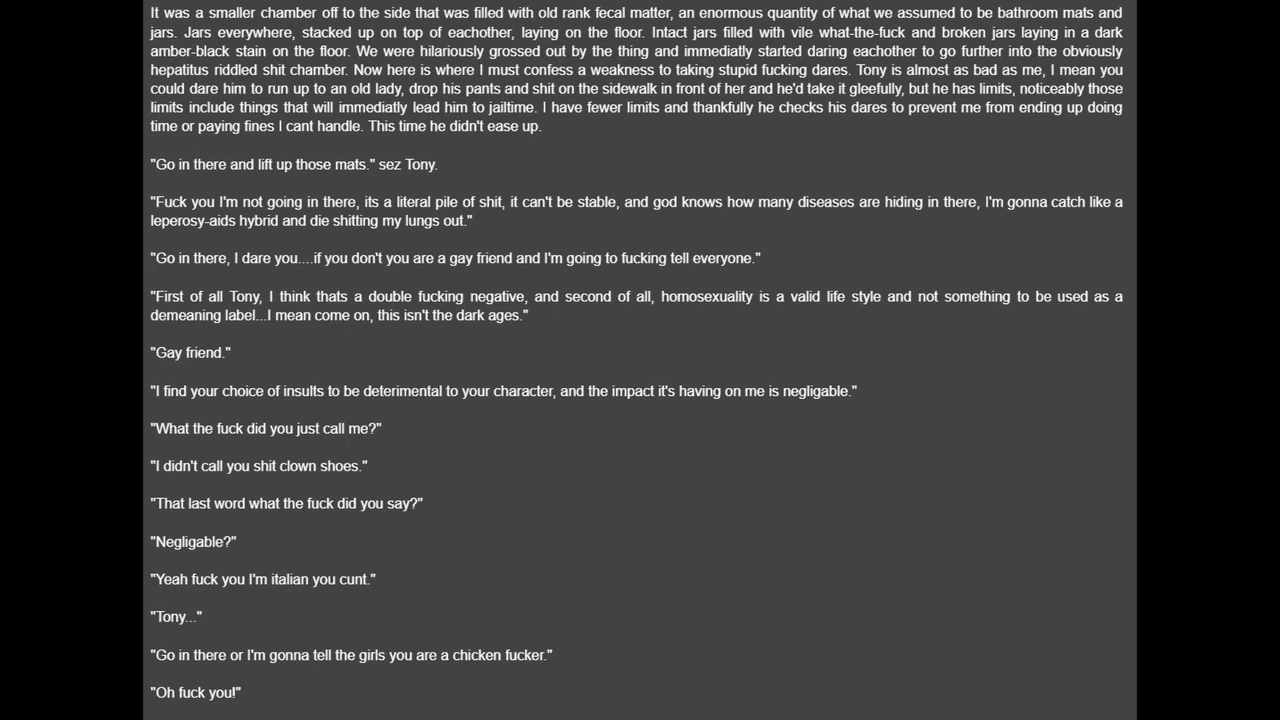 It was a smaller chamber off to the side that was filled with old rank fecal matter, an enormous quantity of what we assumed to be bathroom mats and
jars. Jars everywhere, stacked up on top of eachother, laying on the floor. Intact jars filled with vile what-the-fuck and broken jars laying in a dark
amber-black stain on the floor. We were hilariously grossed out by the thing and immediatly started daring eachother to go further into the obviously
hepatitus riddled shit chamber. Now here is where I must confess a weakness to taking stupid fucking dares. Tony is almost as bad as me, I mean you
could dare him to run up to an old lady, drop his pants and shit on the sidewalk in front of her and he'd take it gleefully, but he has limits, noticeably those
limits include things that will immediatly lead him to jailtime. I have fewer limits and thankfully he checks his dares to prevent me from ending up doing
time or paying fines I cant handle. This time he didn't ease up.
"Go in there and lift up those mats." sez Tony.
"Fuck you I'm not going in there, its a literal pile of shit, it can't be stable, and god knows how many diseases are hiding in there, I'm gonna catch like a
leperosy-aids hybrid and die shitting my lungs out."
"Go in there, I dare you....if you don't you are a gay friend and I'm going to fucking tell everyone."
"First of all Tony, I think thats a double fucking negative, and second of all, homosexuality is a valid life style and not something to be used as a
demeaning label...I mean come on, this isn't the dark ages."
"Gay friend."
"I find your choice of insults to be deterimental to your character, and the impact it's having on me is negligable."
"What the fuck did you just call me?"
"I didn't call you shit clown shoes."
"That last word what the fuck did you say?"
"Negligable?"
"Yeah fuck you I'm italian you cunt."
"Tony..."
"Go in there or I'm gonna tell the girls you are a chicken fucker."
"Oh fuck you!"